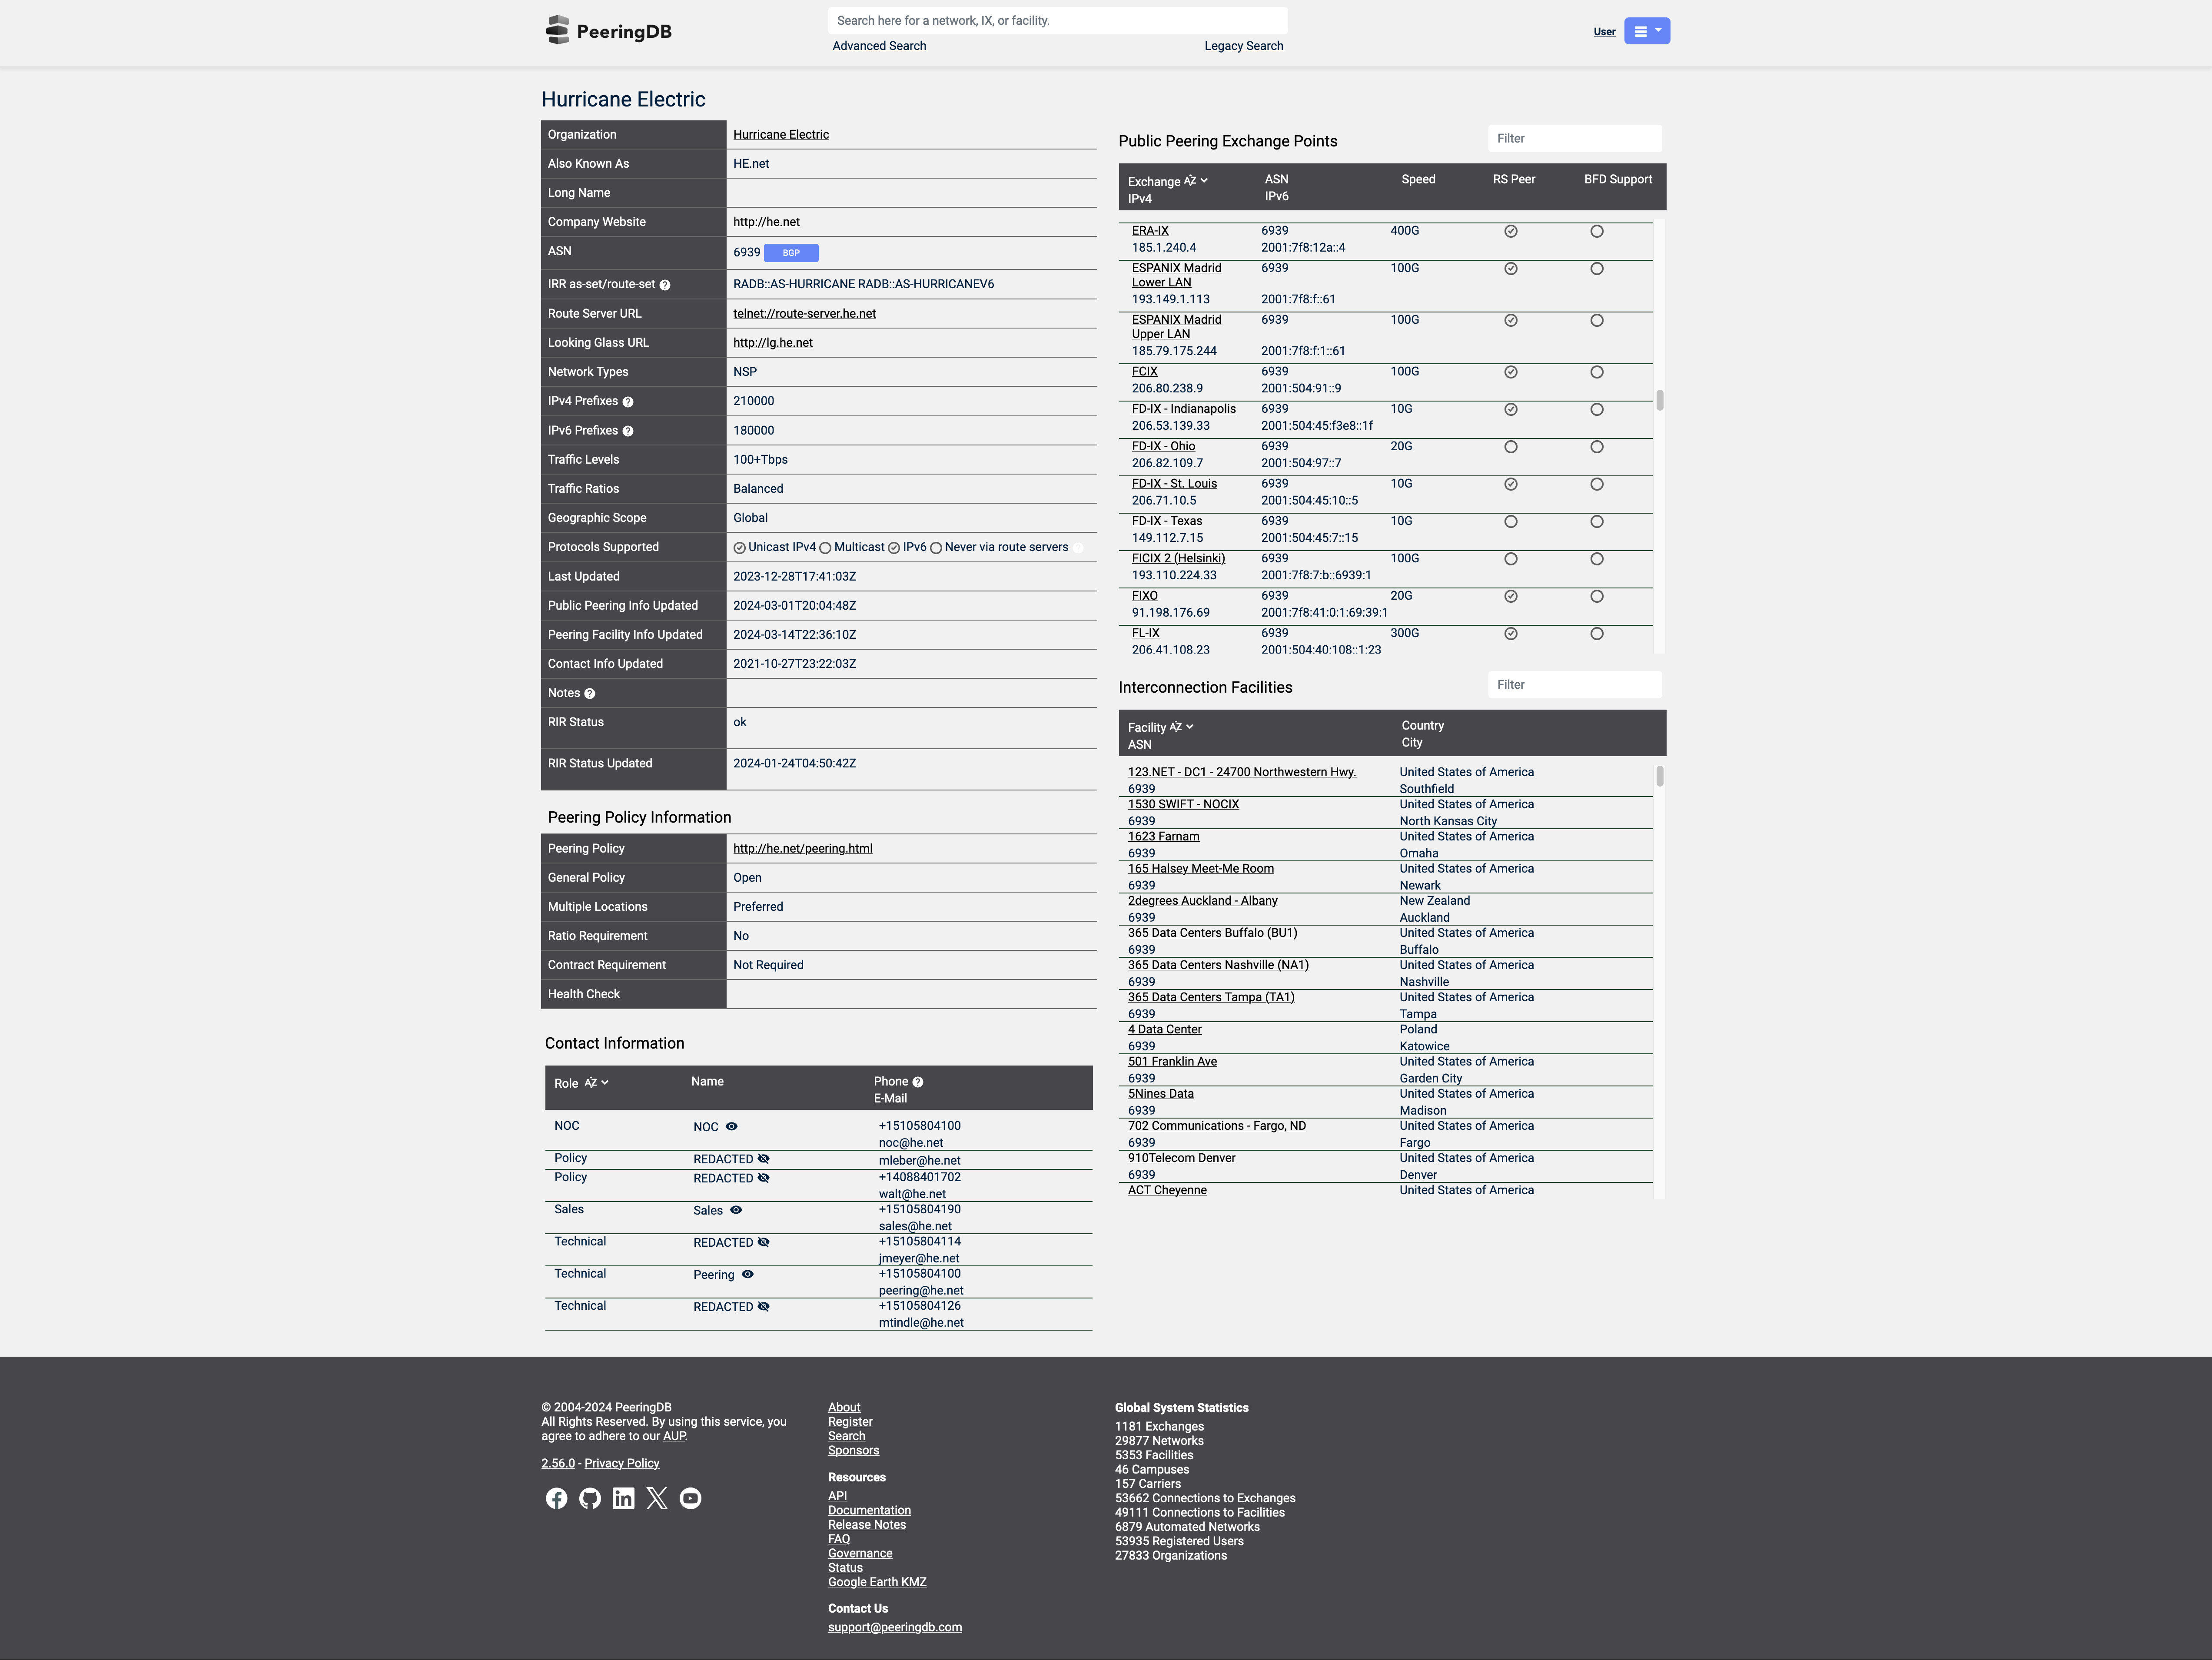 PeeringDB
Search here for a network, IX, or facility.
Advanced Search
Legacy Search
User
Hurricane Electric
Organization Hurricane Electric
Also Known As HE.net
Long Name
Company Website http://he.net
ASN 6939 BGP
IRR as-set/route-set RADB::AS-HURRICANE RADB::AS-HURRICANEV6
Route Server URL telnet://route-server.he.net
Looking Glass URL http://lg.he.net
Network Types NSP
IPv4 Prefixes 210000
IPv6 Prefixes 180000
Traffic Levels 100+Tbps
Traffic Ratios Balanced
Geographic Scope Global
Protocols Supported Unicast IPv4 Multicast IPv6 Never via route servers
Last Updated 2023-12-28T17:41:03Z
Public Peering Info Updated 2024-03-01T20:04:48Z
Peering Facility Info Updated 2024-03-14T22:36:10Z
Contact Info Updated 2021-10-27T23:22:03Z
Notes
RIR Status ok
RIR Status Updated 2024-01-24T04:50:42Z
Peering Policy Information
Peering Policy http://he.net/peering.html
General Policy Open
Multiple Locations Preferred
Ratio Requirement No
Contract Requirement Not Required
Health Check
Contact Information
Role Name Phone
E-Mail
NOC NOC +15105804100
noc@he.net
Policy REDACTED mleber@he.net
Policy REDACTED +14088401702
walt@he.net
Sales Sales +15105804190
sales@he.net
Technical REDACTED +15105804114
jmeyer@he.net
Technical Peering +15105804100
peering@he.net
Technical REDACTED +15105804126
mtindle@he.net
Public Peering Exchange Points
Filter
Exchange ASN Speed RS Peer BFD Support
IPv4 IPv6
ERA-IX 6939 400G
185.1.240.4 2001:7f8:12a::4
ESPANIX Madrid 6939 100G
Lower LAN
193.149.1.113 2001:7f8:f::61
ESPANIX Madrid 6939 100G
Upper LAN
185.79.175.244 2001:7f8:f:1::61
FCIX 6939 100G
206.80.238.9 2001:504:91::9
FD-IX - Indianapolis 6939 10G
206.53.139.33 2001:504:45:f3e8::1f
FD-IX - Ohio 6939 20G
206.82.109.7 2001:504:97::7
FD-IX - St. Louis 6939 10G
206.71.10.5 2001:504:45:10::5
FD-IX - Texas 6939 10G
149.112.7.15 2001:504:45:7::15
FICIX 2 (Helsinki) 6939 100G
193.110.224.33 2001:7f8:7:b::6939:1
FIXO 6939 20G
91.198.176.69 2001:7f8:41:0:1:69:39:1
FL-IX 6939 300G
206.41.108.23 2001:504:40:108::1:23
Interconnection Facilities
Filter
Facility Country
ASN City
123.NET - DC1 - 24700 Northwestern Hwy. United States of America
6939 Southfield
1530 SWIFT - NOCIX United States of America
6939 North Kansas City
1623 Farnam United States of America
6939 Omaha
165 Halsey Meet-Me Room United States of America
6939 Newark
2degrees Auckland - Albany New Zealand
6939 Auckland
365 Data Centers Buffalo (BU1) United States of America
6939 Buffalo
365 Data Centers Nashville (NA1) United States of America
6939 Nashville
365 Data Centers Tampa (TA1) United States of America
6939 Tampa
4 Data Center Poland
6939 Katowice
501 Franklin Ave United States of America
6939 Garden City
5Nines Data United States of America
6939 Madison
702 Communications - Fargo, ND United States of America
6939 Fargo
910Telecom Denver United States of America
6939 Denver
ACT Cheyenne United States of America
© 2004-2024 PeeringDB
All Rights Reserved. By using this service, you
agree to adhere to our AUP.
2.56.0 - Privacy Policy
About
Register
Search
Sponsors
Resources
API
Documentation
Release Notes
FAQ
Governance
Status
Google Earth KMZ
Contact Us
support@peeringdb.com
Global System Statistics
1181 Exchanges
29877 Networks
5353 Facilities
46 Campuses
157 Carriers
53662 Connections to Exchanges
49111 Connections to Facilities
6879 Automated Networks
53935 Registered Users
27833 Organizations